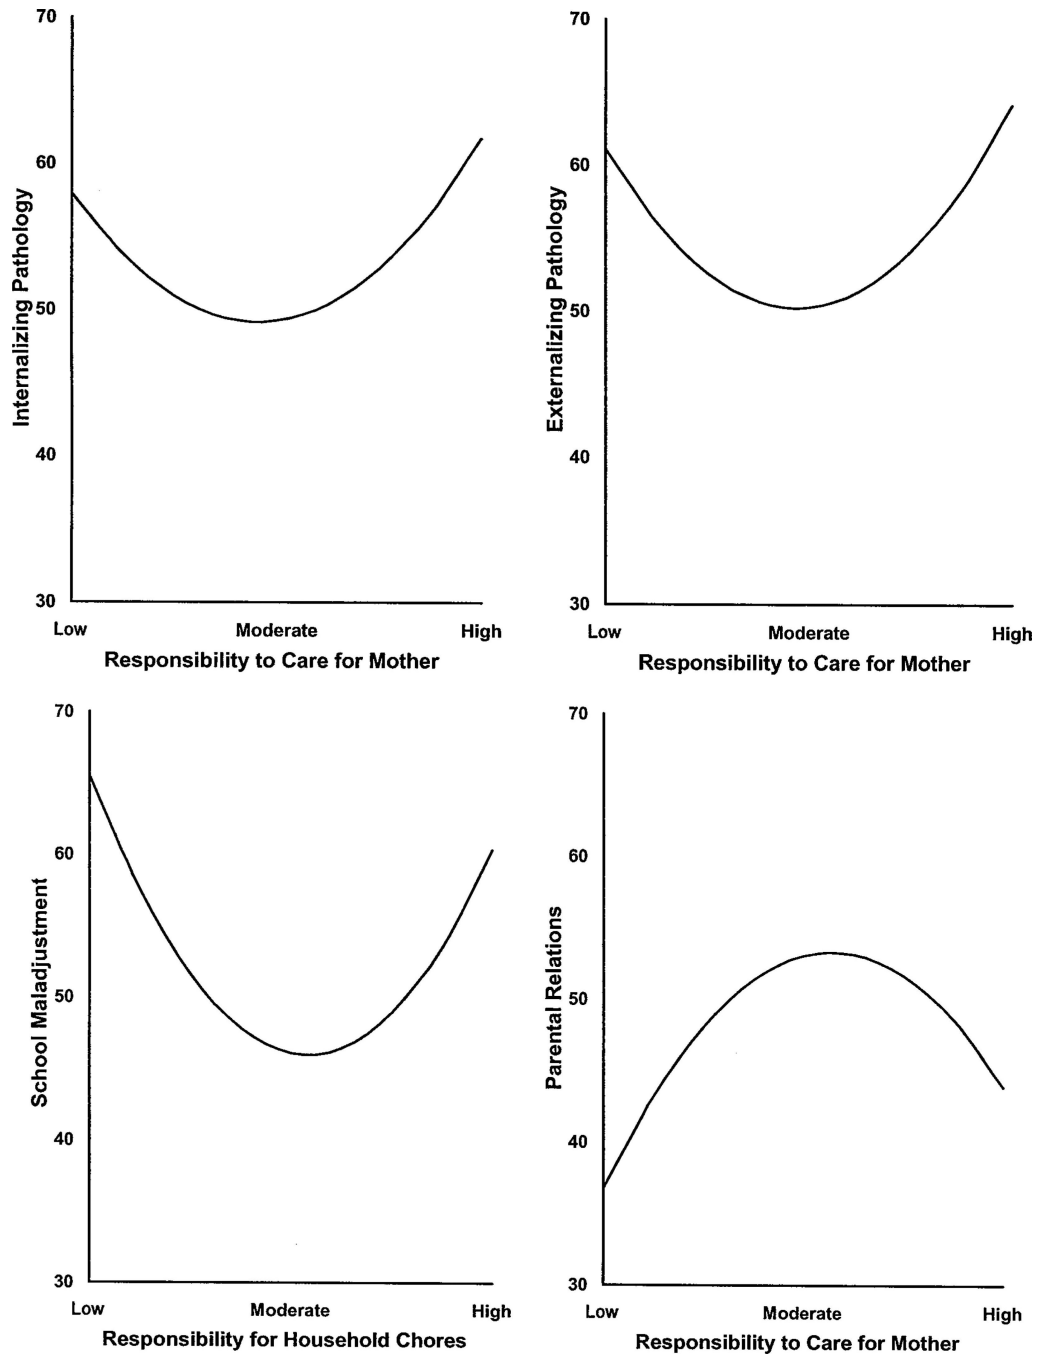 70
60
50
40
30
Internalizing Pathology
Low Moderate High
Responsibility to Care for Mother
70
60
50
40
30
Externalizing Pathology
Low Moderate High
Responsibility to Care for Mother
70
60
50
40
30
School Maladjustment
Low Moderate High
Responsibility for Household Chores
70
60
50
40
30
Parental Relations
Low Moderate High
Responsibility to Care for Mother